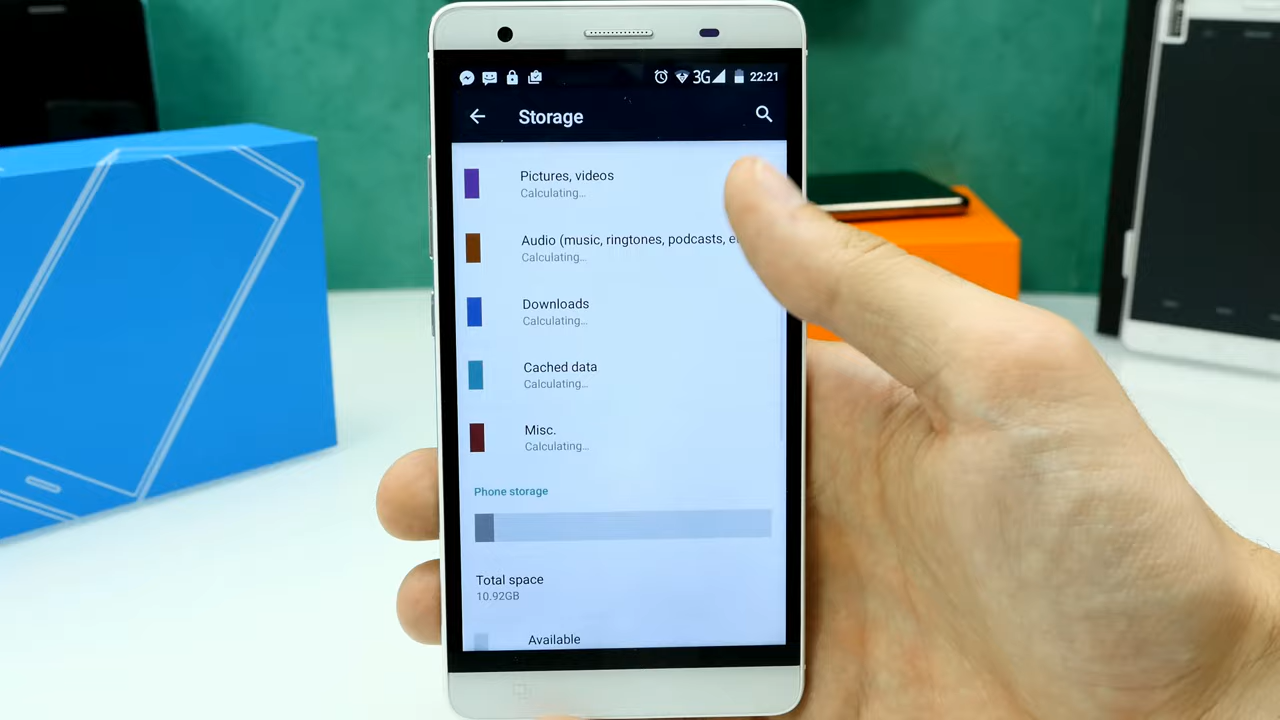 3G 22:21
Storage
Pictures, videos
Calculating...
Audio (music, ringtones, podcasts,
Calculating...
Downloads
Calculating...
Cached data
Calculating...
Misc.
Calculating...
Phone storage
Total space
10.92GB
Available